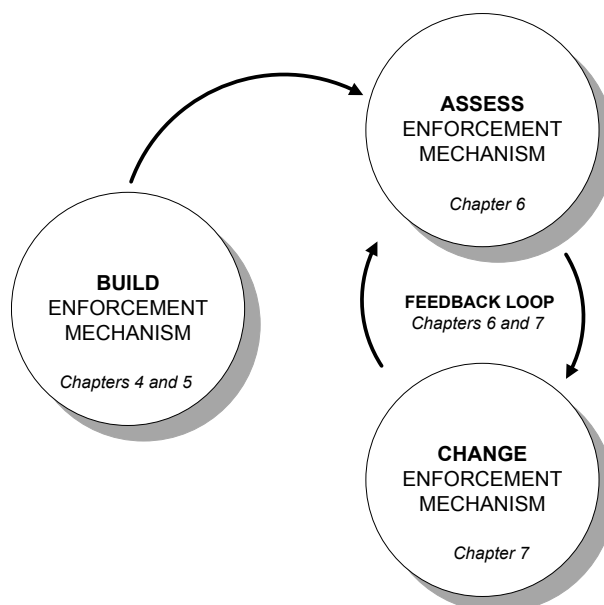 ASSESS
ENFORCEMENT
MECHANISM
Chapter 6
BUILD
ENFORCEMENT
MECHANISM
Chapters 4 and 5
FEEDBACK LOOP
Chapters 6 and 7
CHANGE
ENFORCEMENT
MECHANISM
Chapter 7